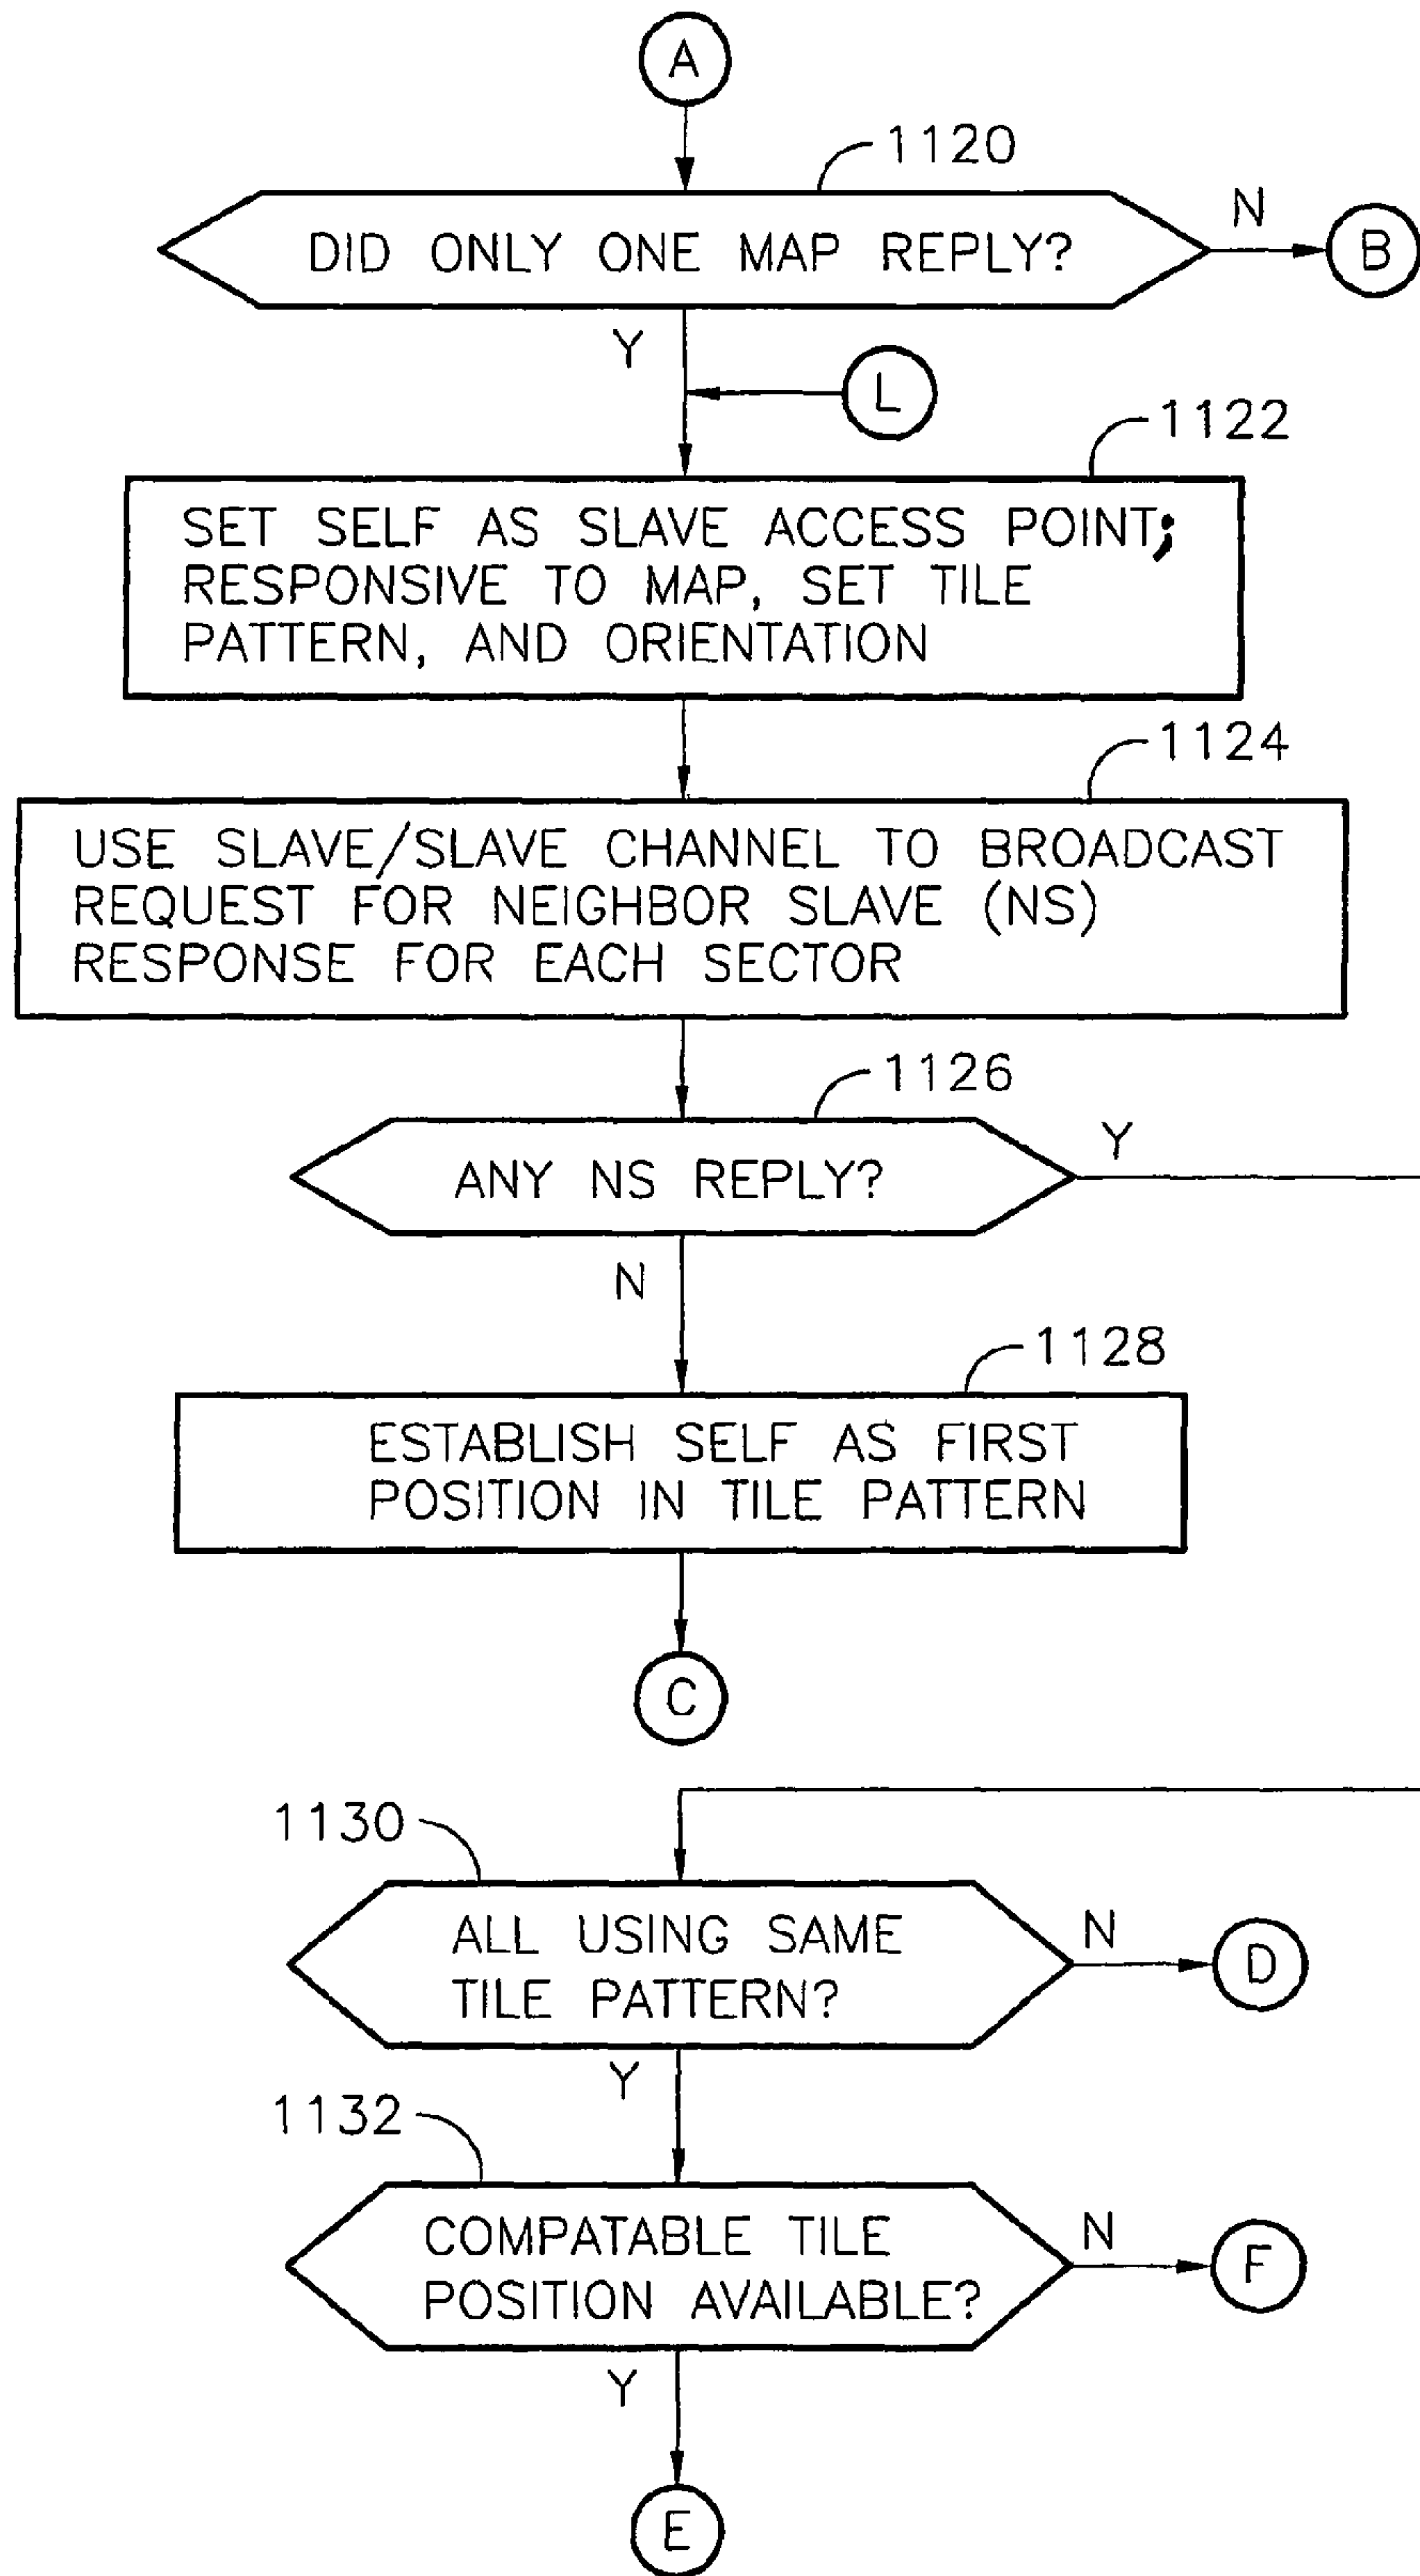 A
1120
DID ONLY ONE MAP REPLY?
N
B
Y
L
1122
SET SELF AS SLAVE ACCESS POINT;
RESPONSIVE TO MAP, SET TILE
PATTERN, AND ORIENTATION
1124
USE SLAVE/SLAVE CHANNEL TO BROADCAST
REQUEST FOR NEIGHBOR SLAVE (NS)
RESPONSE FOR EACH SECTOR
1126
ANY NS REPLY?
Y
N
1128
ESTABLISH SELF AS FIRST
POSITION IN TILE PATTERN
C
1130
ALL USING SAME
TILE PATTERN?
N
D
Y
1132
COMPATABLE TILE
POSITION AVAILABLE?
N
F
Y
E